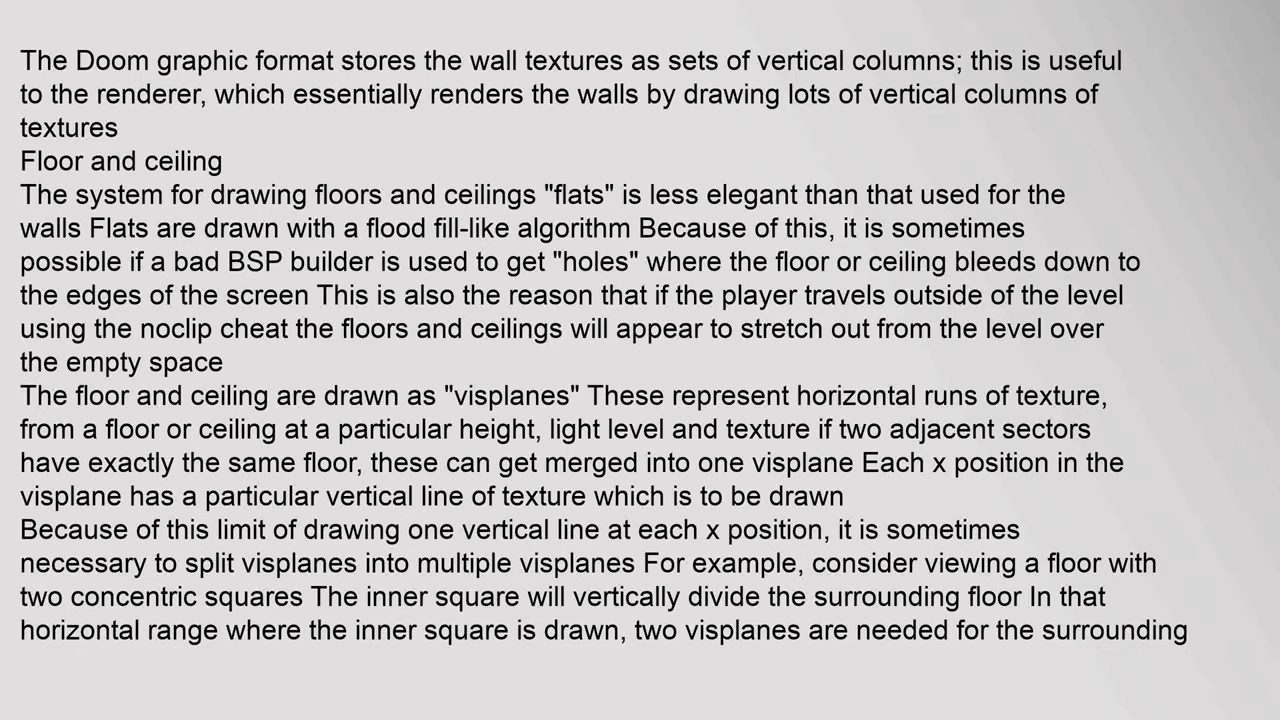 The Doom graphic format stores the wall textures as sets of vertical columns; this is useful
to the renderer, which essentially renders the walls by drawing lots of vertical columns of
textures
Floor and ceiling
The system for drawing floors and ceilings "flats" is less elegant than that used for the
walls Flats are drawn with a flood fill-like algorithm Because of this, it is sometimes
possible if a bad BSP builder is used to get "holes" where the floor or ceiling bleeds down to
the edges of the screen This is also the reason that if the player travels outside of the level
using the noclip cheat the floors and ceilings will appear to stretch out from the level over
the empty space
The floor and ceiling are drawn as "visplanes" These represent horizontal runs of texture,
from a floor or ceiling at a particular height, light level and texture if two adjacent sectors
have exactly the same floor, these can get merged into one visplane Each x position in the
visplane has a particular vertical line of texture which is to be drawn
Because of this limit of drawing one vertical line at each x position, it is sometimes
necessary to split visplanes into multiple visplanes For example, consider viewing a floor with
two concentric squares The inner square will vertically divide the surrounding floor In that
horizontal range where the inner square is drawn, two visplanes are needed for the surrounding